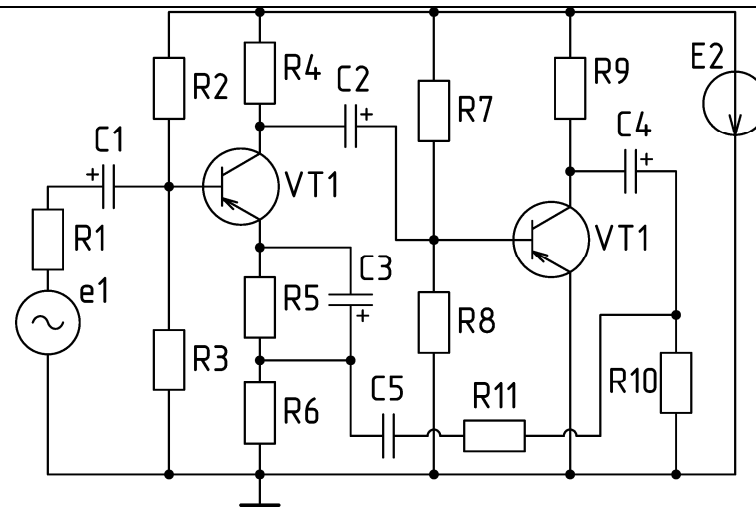 E2
R4
R9
C2
R2
+
R7
C4
+
C1
+
VT1
R1
VT1
C3
e1
R5
+
R8
R3
C5
R11
R10
R6